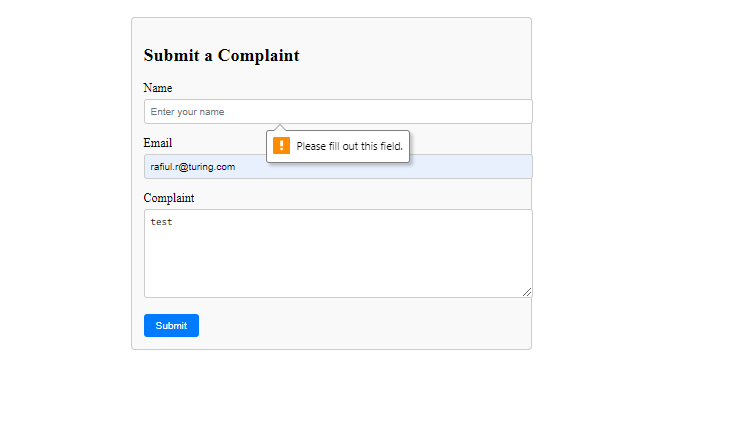 Submit a Complaint
Name
Enter your name
Please fill out this field.
Email
rafiul.r@turing.com
Complaint
test
Submit